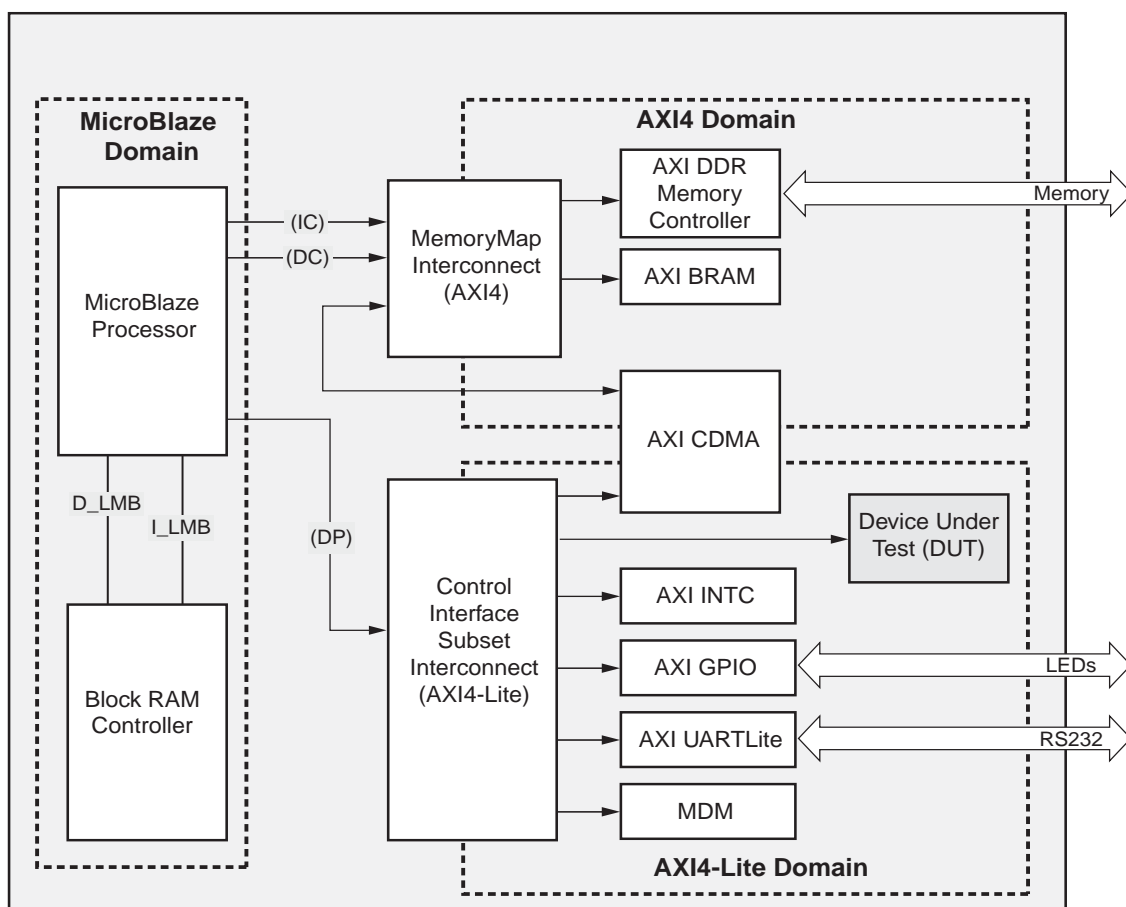 MicroBlaze
Domain
MicroBlaze
Processor
D_LMB
I_LMB
Block RAM
Controller
(IC)
(DC)
(DP)
AXI4 Domain
MemoryMap
Interconnect
(AXI4)
AXI DDR
Memory
Controller
Memory
AXI BRAM
AXI CDMA
Control
Interface
Subset
Interconnect
(AXI4-Lite)
Device Under
Test (DUT)
AXI INTC
AXI GPIO
LEDs
AXI UARTLite
RS232
MDM
AXI4-Lite Domain